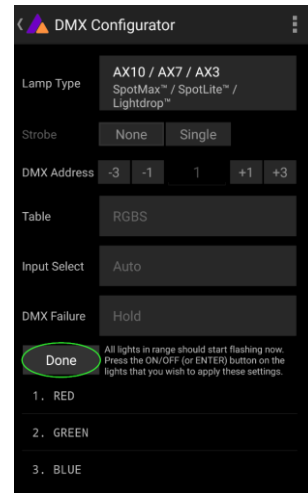 DMX Configurator
Lamp Type
AX10 / AX7 / AX3
SpotMax™ / SpotLite™ /
Lightdrop™
Strobe None Single
DMX Address -3 -1 1 +1 +3
Table RGBS
Input Select Auto
DMX Failure Hold
Done
All lights in range should start flashing now.
Press the ON/OFF (or ENTER) button on the
lights that you wish to apply these settings.
1. RED
2. GREEN
3. BLUE